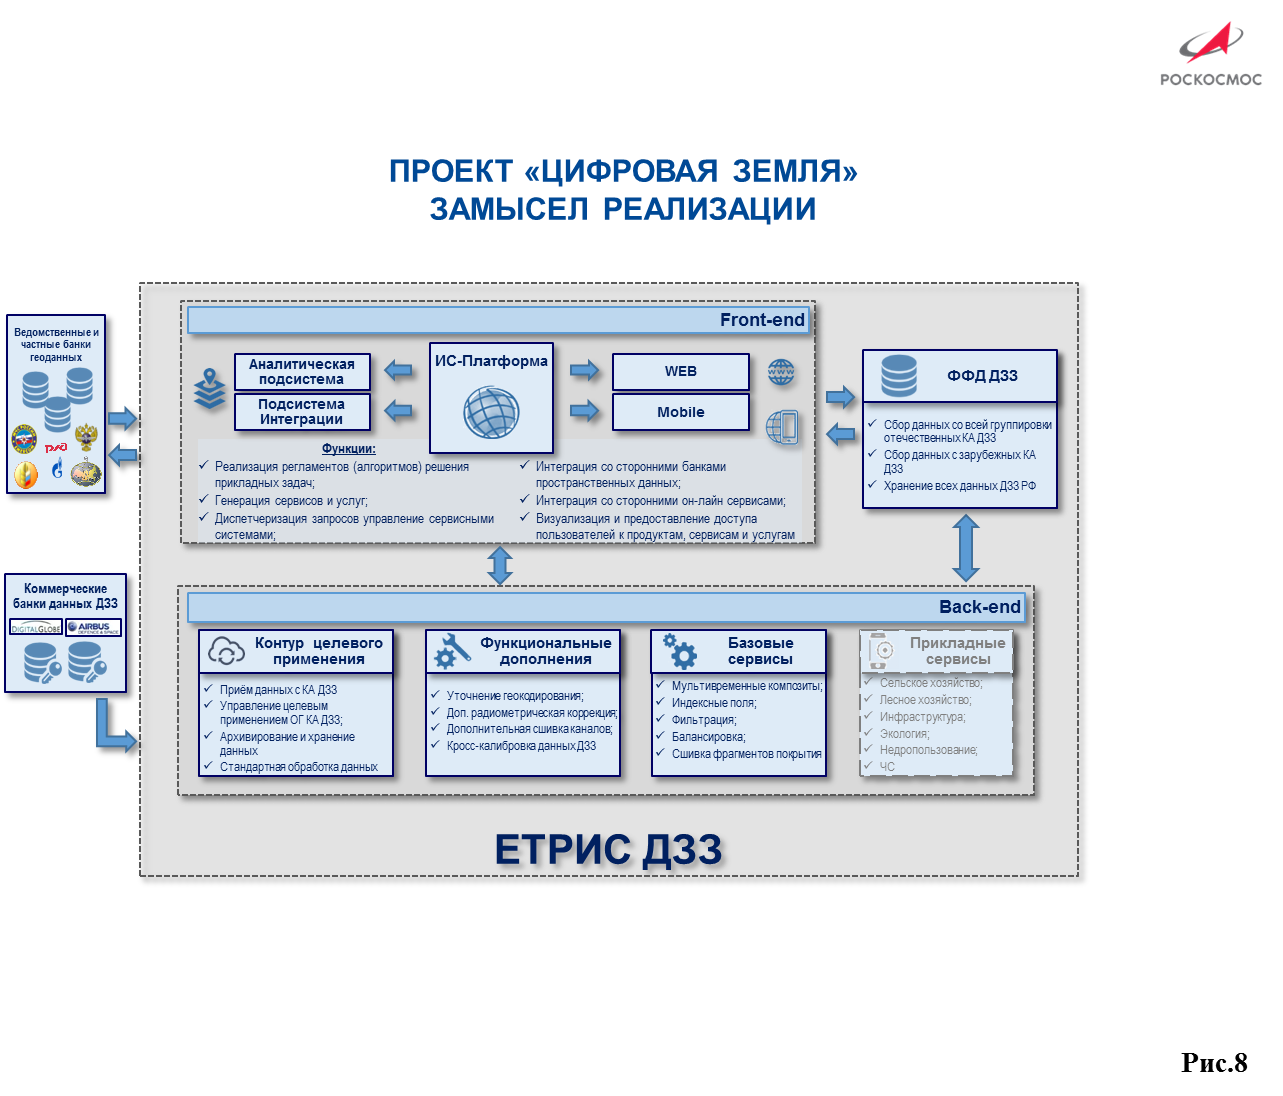 РОСКОСМОС
ПРОЕКТ «ЦИФРОВАЯ ЗЕМЛЯ»
ЗАМЫСЕЛ РЕАЛИЗАЦИИ
Ведомственные и
частные банки
геоданных
РЖД
Коммерческие
банки данных ДЗЗ
DIGITALGLOBE
AIRBUS
DEFENCE & SPACE
Front-end
Аналитическая
подсистема
Подсистема
Интеграции
ИС-Платформа
WEB
Mobile
Функции:
Реализация регламентов (алгоритмов) решения
прикладных задач;
Генерация сервисов и услуг;
Диспетчеризация запросов управление сервисными
системами;
Интеграция со сторонними банками
пространственных данных;
Интеграция со сторонними он-лайн сервисами;
Визуализация и предоставление доступа
пользователей к продуктам, сервисам и услугам
ФФД ДЗЗ
Сбор данных со всей группировки
отечественных КА ДЗЗ
Сбор данных с зарубежных КА
ДЗЗ
Хранение всех данных ДЗЗ РФ
Back-end
Контур целевого
применения
Приём данных с КА ДЗЗ
Управление целевым
применением ОГ КА ДЗЗ;
Архивирование и хранение
данных
Стандартная обработка данных
Функциональные
дополнения
Уточнение геокодирования;
Доп. радиометрическая коррекция;
Дополнительная сшивка каналов;
Кросс-калибровка данных ДЗЗ
Базовые
сервисы
Мультивременные композиты;
Индексные поля;
Фильтрация;
Балансировка;
Сшивка фрагментов покрытия
Прикладные
сервисы
Сельское хозяйство;
Лесное хозяйство;
Инфраструктура;
Экология;
Недропользование;
ЧС
ЕТРИС ДЗЗ
Рис.8